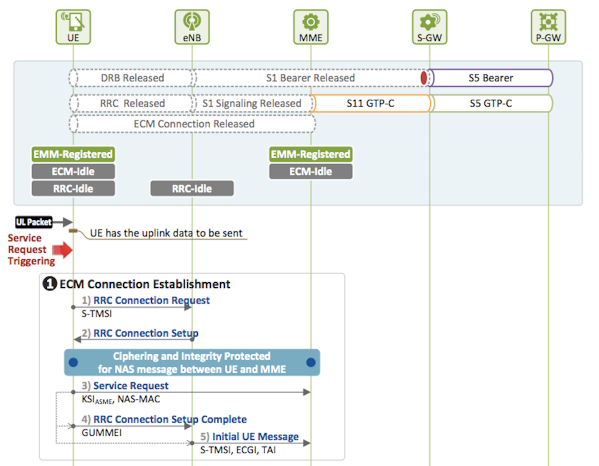 UE eNB MME S-GW P-GW
DRB Released S1 Bearer Released S5 Bearer
RRC Released S1 Signaling Released S11 GTP-C S5 GTP-C
ECM Connection Released
EMM-Registered EMM-Registered
ECM-Idle ECM-Idle
RRC-Idle RRC-Idle
UL Packet
UE has the uplink data to be sent
Service
Request
Triggering
1 ECM Connection Establishment
1) RRC Connection Request
S-TMSI
2) RRC Connection Setup
Ciphering and Integrity Protected
for NAS message between UE and MME
3) Service Request
KSIASME, NAS-MAC
4) RRC Connection Setup Complete
GUMMEI
5) Initial UE Message
S-TMSI, ECGI, TAI